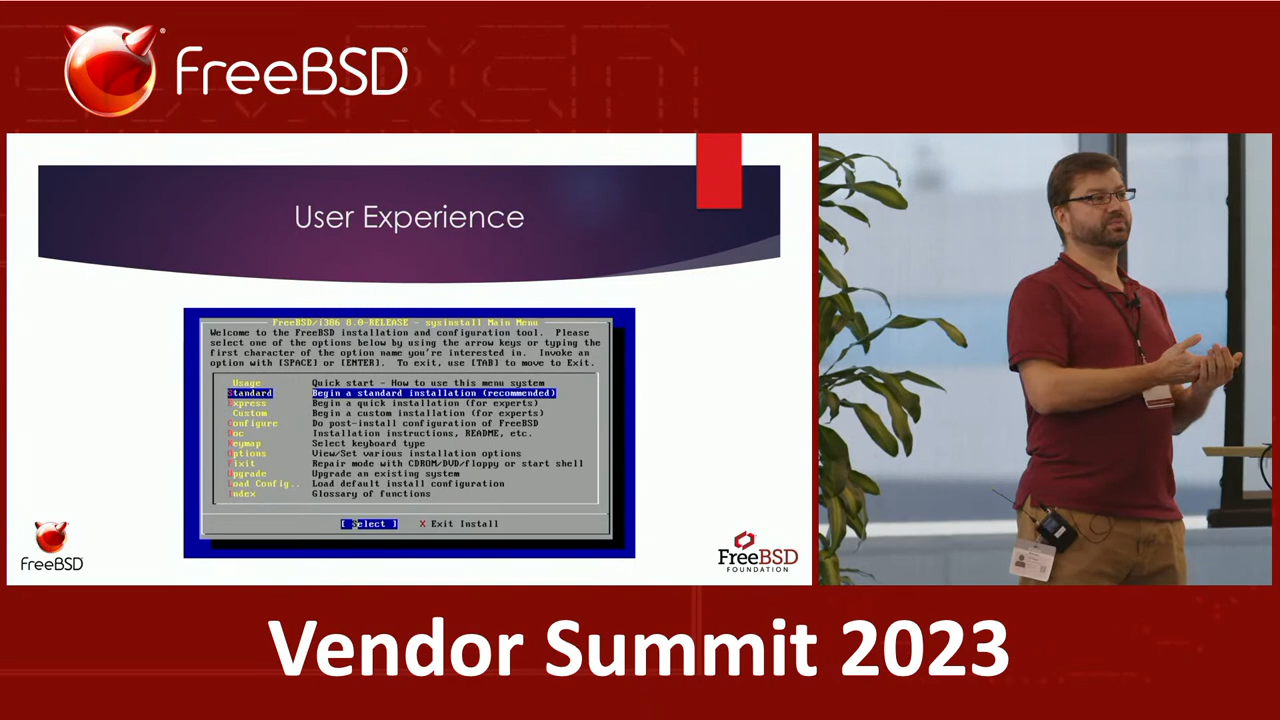 FreeBSD®
User Experience
FreeBSD/i386 8.0-RELEASE - sysinstall Main Menu
Welcome to the FreeBSD installation and configuration tool.  Please
select one of the options below by using the arrow keys or typing the
first character of the option name you're interested in.  Invoke an
option with [SPACE] or [ENTER].  To exit, use [TAB] to move to Exit.
Usage Quick start - How to use this menu system
Standard Begin a standard installation (recommended)
Express Begin a quick installation (for experts)
Custom Begin a custom installation (for experts)
Configure Do post-install configuration of FreeBSD
Doc Installation instructions, README, etc.
Keymap Select keyboard type
Options View/Set various installation options
Fixit Repair mode with CDROM/DVD/floppy or start shell
Upgrade Upgrade an existing system
Load Config.. Load default install configuration
Index Glossary of functions
[ Select ] X Exit Install
FreeBSD
FreeBSD
FOUNDATION
Vendor Summit 2023